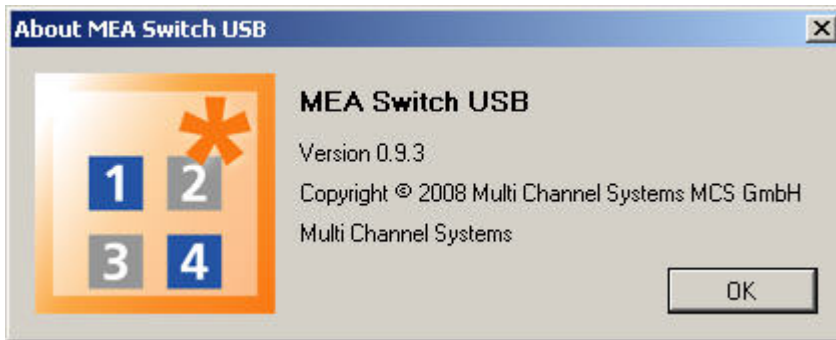 About MEA Switch USB
MEA Switch USB
Version 0.9.3
Copyright © 2008 Multi Channel Systems MCS GmbH
Multi Channel Systems
1 2
3 4
OK